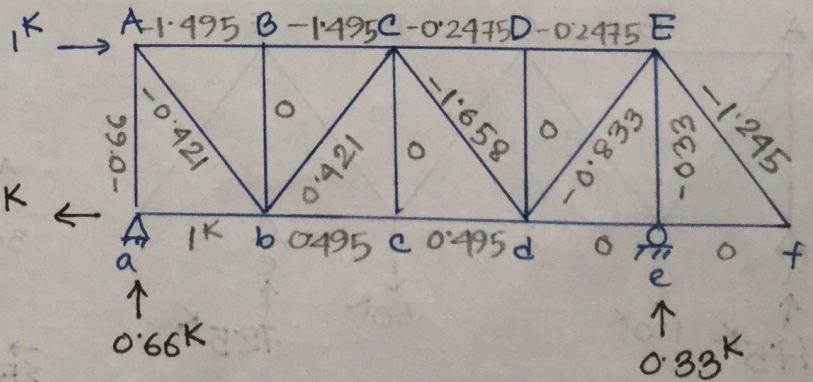 A -1.495 B -1.495 C -0.2475 D -0.2475 E
1K →
-0.66 -0.421 0 0.421 0 -1.658 0 -0.833 -0.33 -1.245
K ←
a 1K b 0.495 c 0.495 d 0 e 0 f
0.66K
0.33K